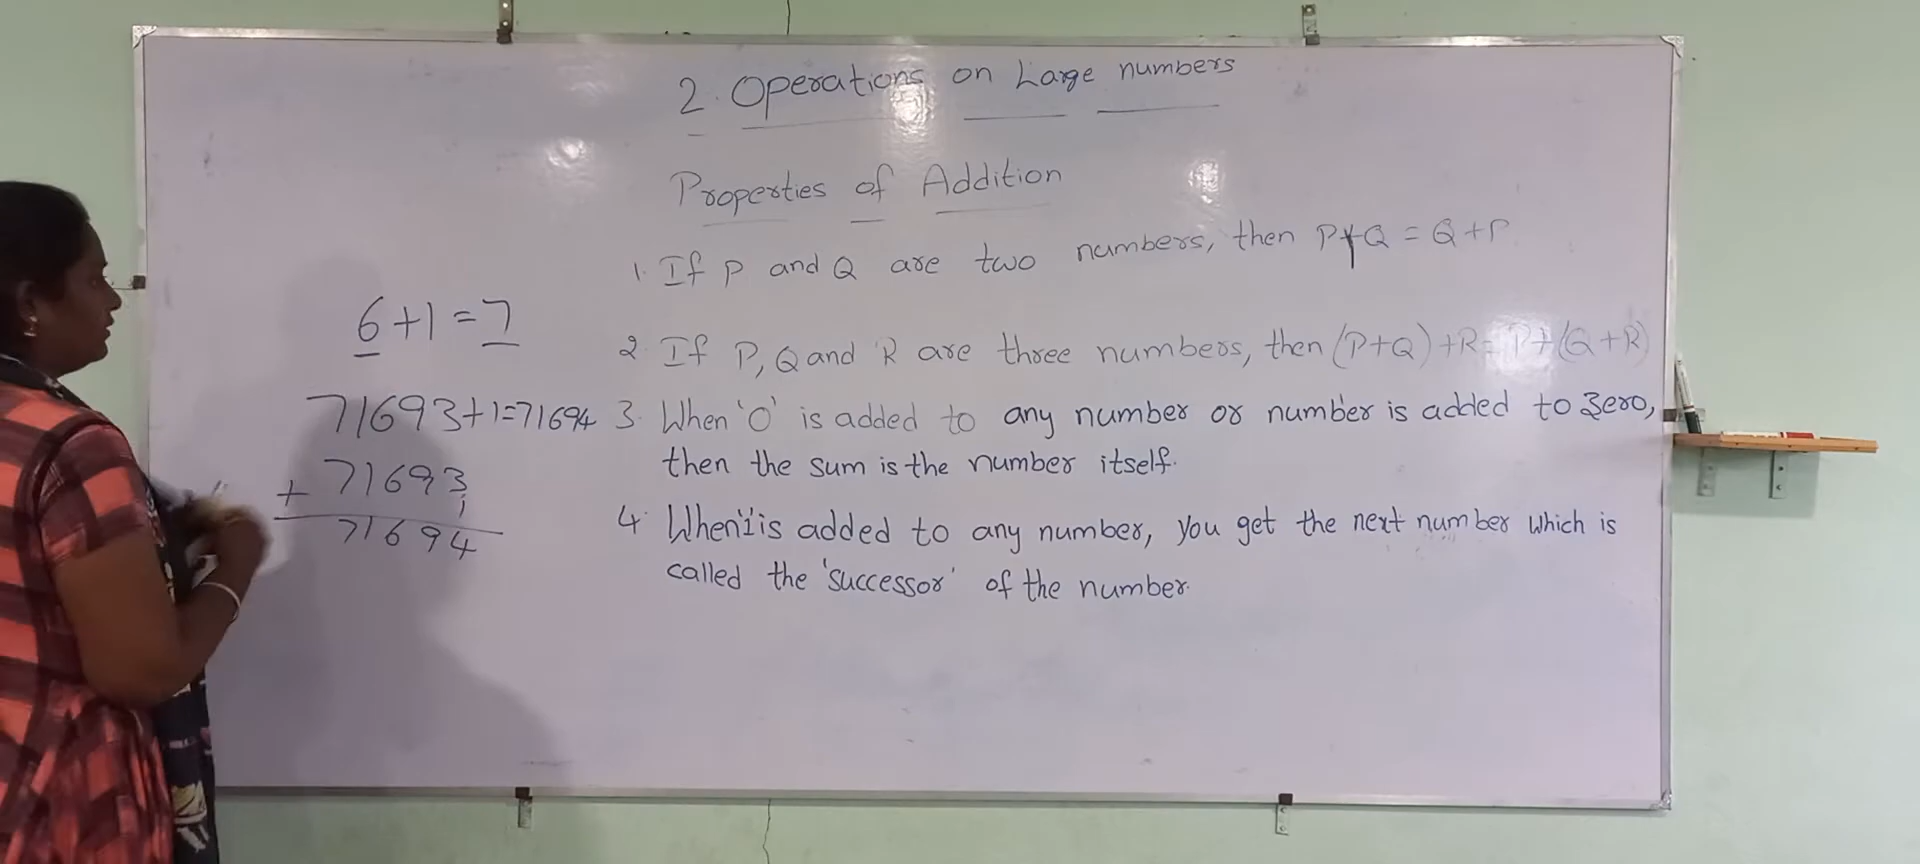 2. Operations on Large numbers
Properties of Addition
1. If P and Q are two numbers, then P+Q = Q+P
2. If P, Q and R are three numbers, then (P+Q)+R=P+(Q+R)
3. When '0' is added to any number or number is added to Zero,
then the sum is the number itself.
4. When '1' is added to any number, you get the next number which is
called the 'successor' of the number.
6+1=7
71693+1=71694
71693
+ 1
71694